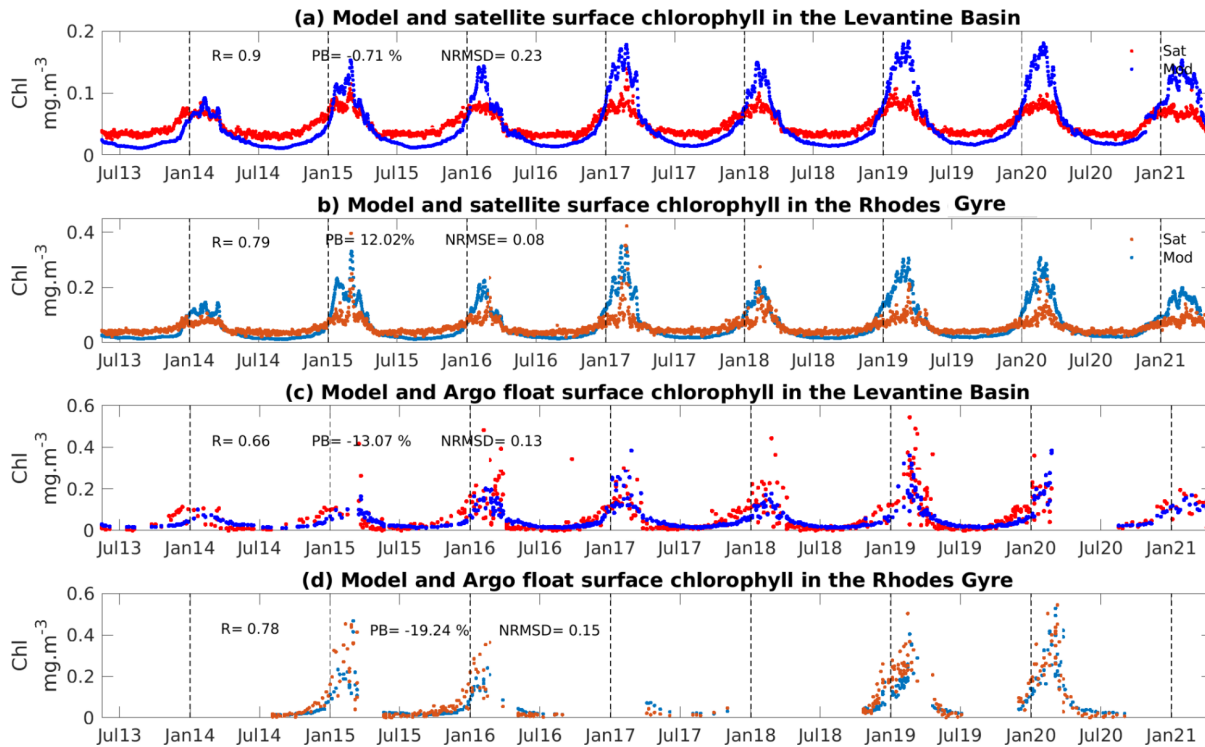 (a) Model and satellite surface chlorophyll in the Levantine Basin
0.2
0.1
0
Chl
mg.m-3
R= 0.9 PB= -0.71 % NRMSD= 0.23
Sat
Mod
Jul13 Jan14 Jul14 Jan15 Jul15 Jan16 Jul16 Jan17 Jul17 Jan18 Jul18 Jan19 Jul19 Jan20 Jul20 Jan21
b) Model and satellite surface chlorophyll in the Rhodes Gyre
0.4
0.2
0
Chl
mg.m-3
R= 0.79 PB= 12.02% NRMSE= 0.08
Sat
Mod
Jul13 Jan14 Jul14 Jan15 Jul15 Jan16 Jul16 Jan17 Jul17 Jan18 Jul18 Jan19 Jul19 Jan20 Jul20 Jan21
(c) Model and Argo float surface chlorophyll in the Levantine Basin
0.6
0.4
0.2
0
Chl
mg.m-3
R= 0.66 PB= -13.07 % NRMSD= 0.13
Jul13 Jan14 Jul14 Jan15 Jul15 Jan16 Jul16 Jan17 Jul17 Jan18 Jul18 Jan19 Jul19 Jan20 Jul20 Jan21
(d) Model and Argo float surface chlorophyll in the Rhodes Gyre
0.6
0.4
0.2
0
Chl
mg.m-3
R= 0.78 PB= -19.24 % NRMSD= 0.15
Jul13 Jan14 Jul14 Jan15 Jul15 Jan16 Jul16 Jan17 Jul17 Jan18 Jul18 Jan19 Jul19 Jan20 Jul20 Jan21